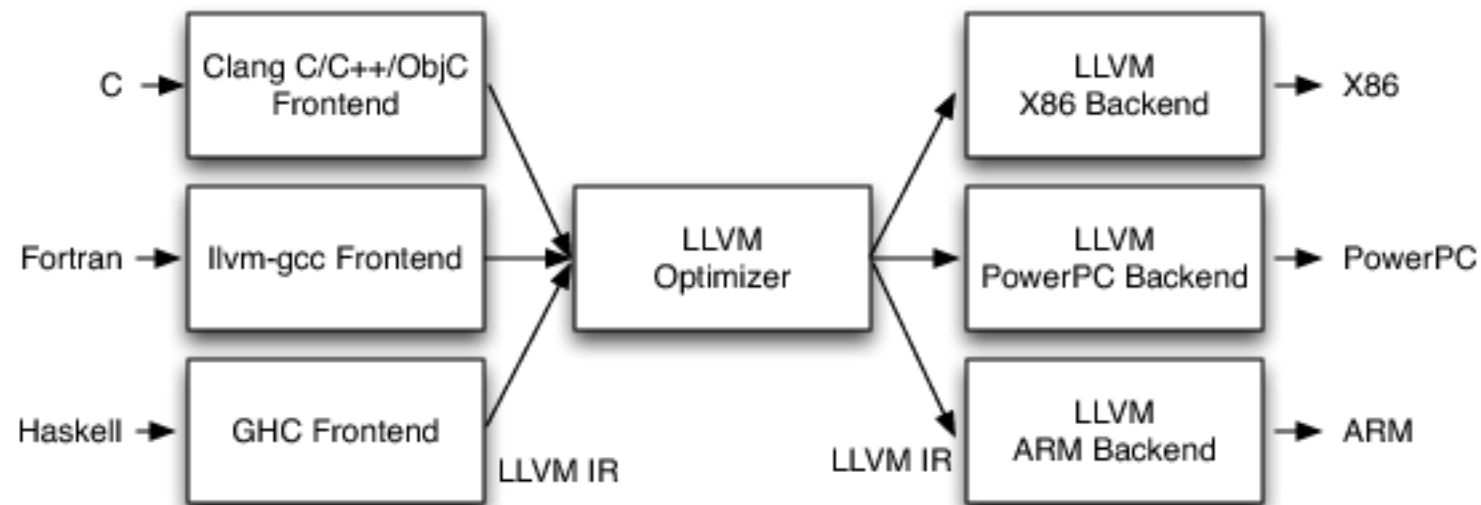 C
Clang C/C++/ObjC
Frontend
LLVM
X86 Backend
X86
Fortran
llvm-gcc Frontend
LLVM
Optimizer
LLVM
PowerPC Backend
PowerPC
Haskell
GHC Frontend
LLVM IR
LLVM IR
LLVM
ARM Backend
ARM